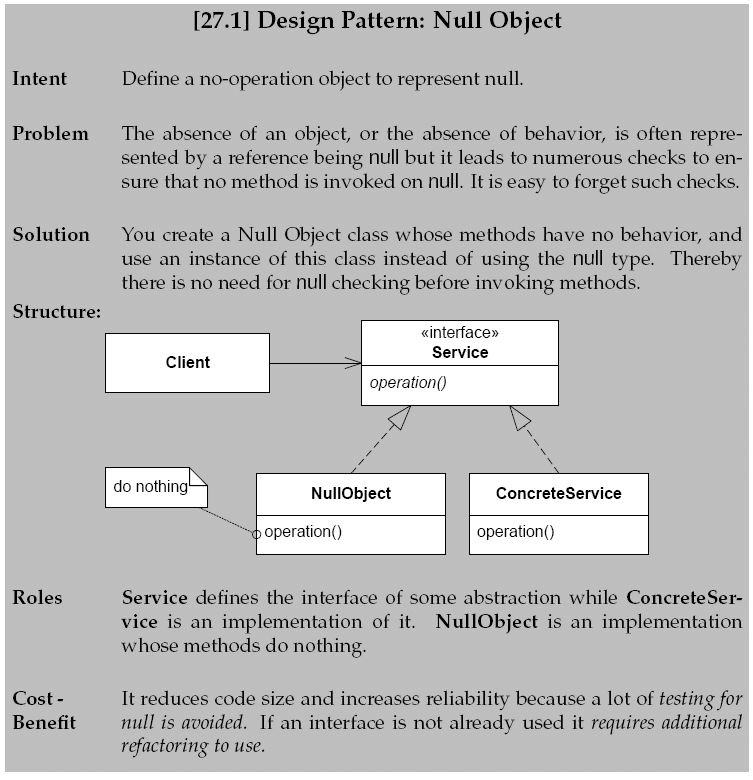 [27.1] Design Pattern: Null Object
Intent Define a no-operation object to represent null.
Problem The absence of an object, or the absence of behavior, is often repre-
sented by a reference being null but it leads to numerous checks to en-
sure that no method is invoked on null. It is easy to forget such checks.
Solution You create a Null Object class whose methods have no behavior, and
use an instance of this class instead of using the null type. Thereby
there is no need for null checking before invoking methods.
Structure:
«interface»
Client Service
operation()
do nothing
NullObject ConcreteService
operation() operation()
Roles Service defines the interface of some abstraction while ConcreteSer-
vice is an implementation of it. NullObject is an implementation
whose methods do nothing.
Cost - It reduces code size and increases reliability because a lot of testing for
Benefit null is avoided. If an interface is not already used it requires additional
refactoring to use.